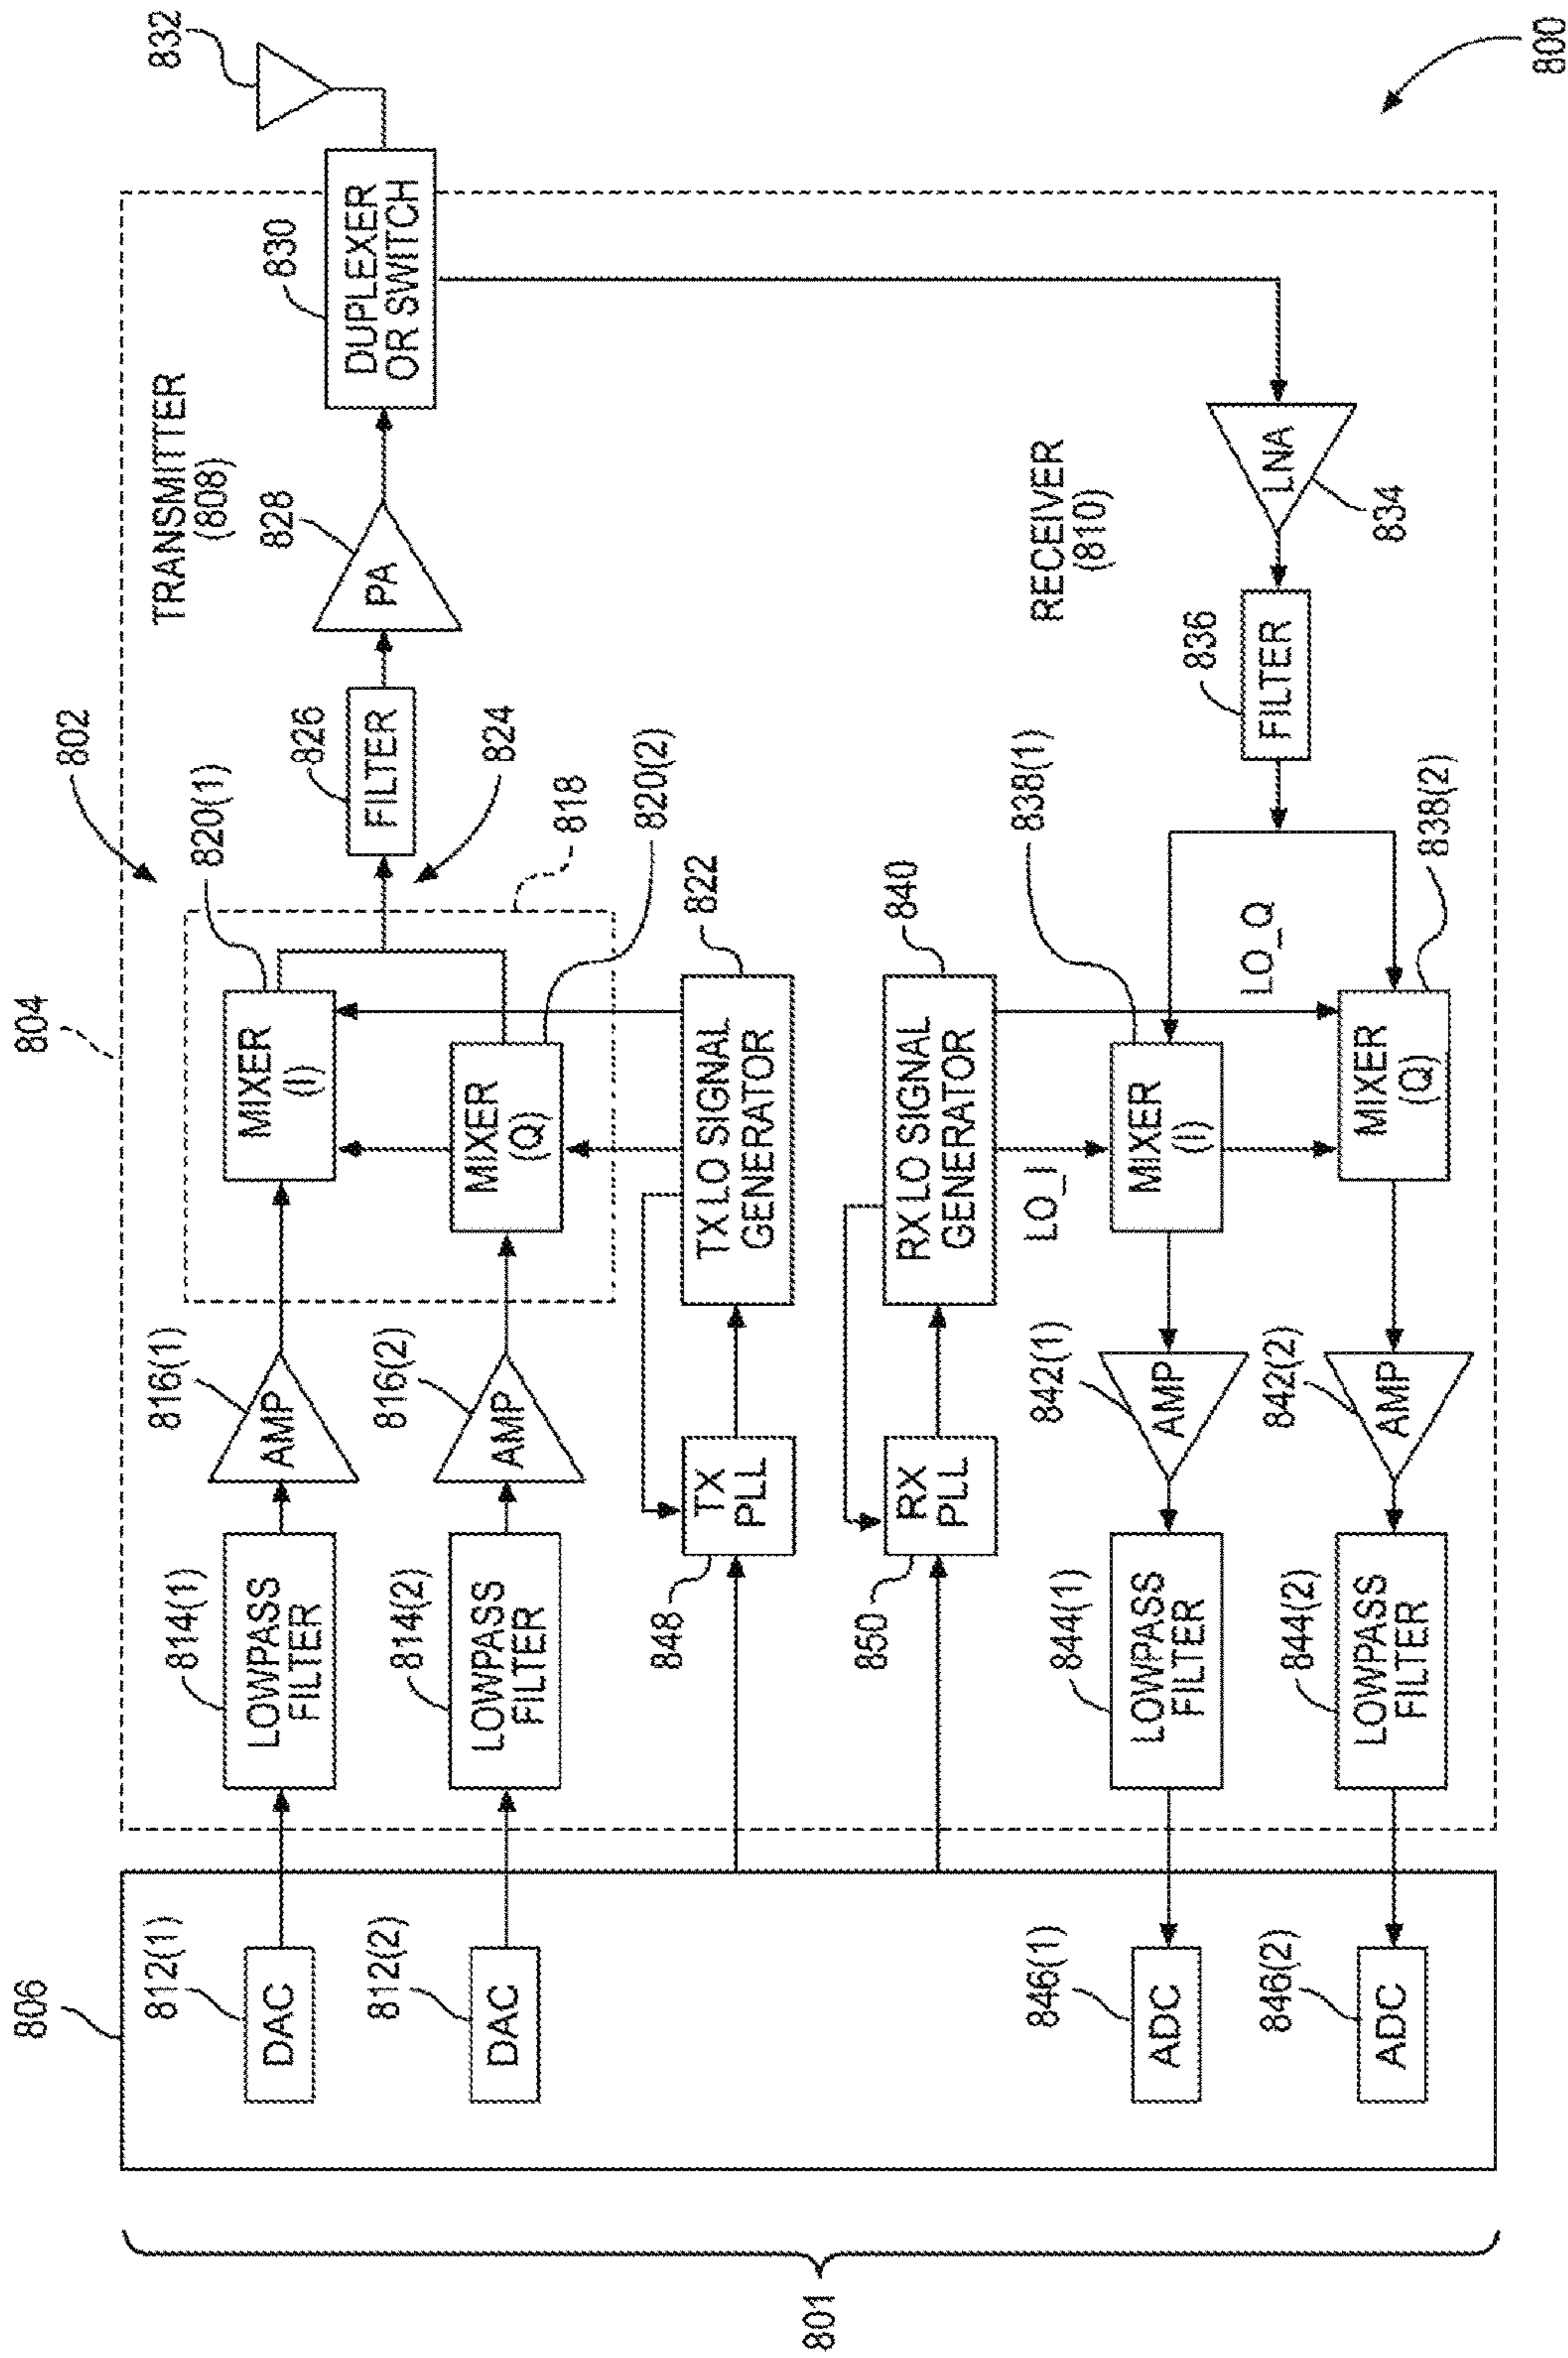 800
801
802
804
806
812(1)
DAC
812(2)
DAC
814(1)
LOWPASS
FILTER
814(2)
LOWPASS
FILTER
816(1)
AMP
816(2)
AMP
818
820(1)
MIXER
(I)
820(2)
MIXER
(Q)
822
TX LO SIGNAL
GENERATOR
848
TX
PLL
824
826
FILTER
TRANSMITTER
(808)
828
PA
830
DUPLEXER
OR SWITCH
832
RECEIVER
(810)
LNA
834
836
FILTER
838(1)
MIXER
(I)
838(2)
MIXER
(Q)
LO_I
LO_Q
840
RX LO SIGNAL
GENERATOR
850
RX
PLL
842(1)
AMP
842(2)
AMP
844(1)
LOWPASS
FILTER
844(2)
LOWPASS
FILTER
846(1)
ADC
846(2)
ADC